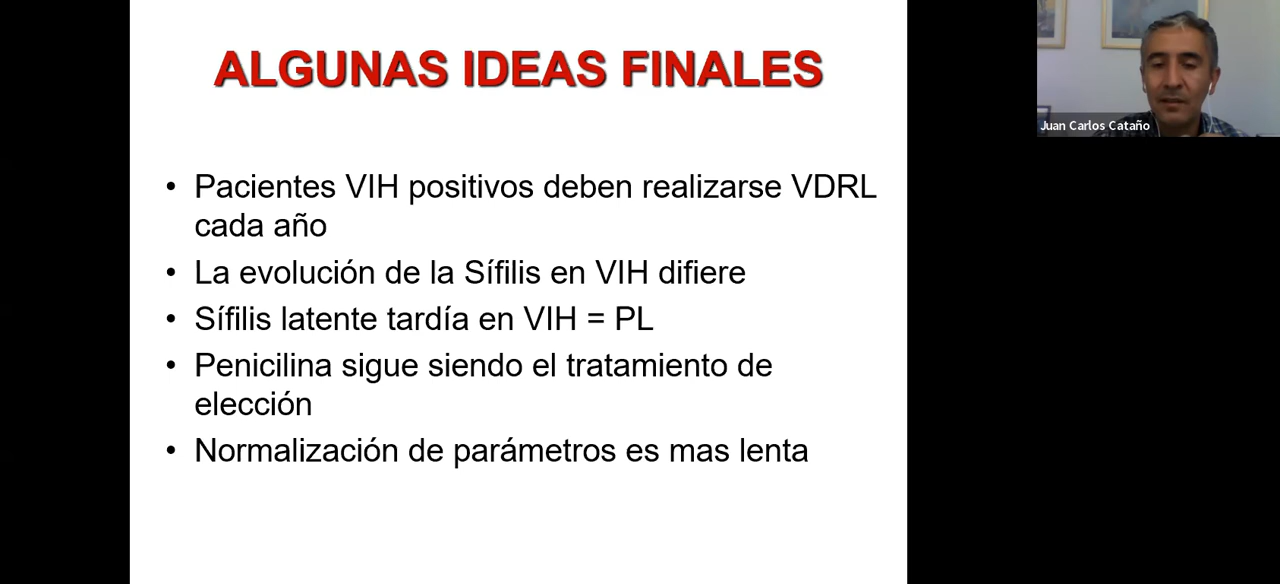 ALGUNAS IDEAS FINALES
Juan Carlos Cataño
• Pacientes VIH positivos deben realizarse VDRL
cada año
• La evolución de la Sífilis en VIH difiere
• Sífilis latente tardía en VIH = PL
• Penicilina sigue siendo el tratamiento de
elección
• Normalización de parámetros es mas lenta